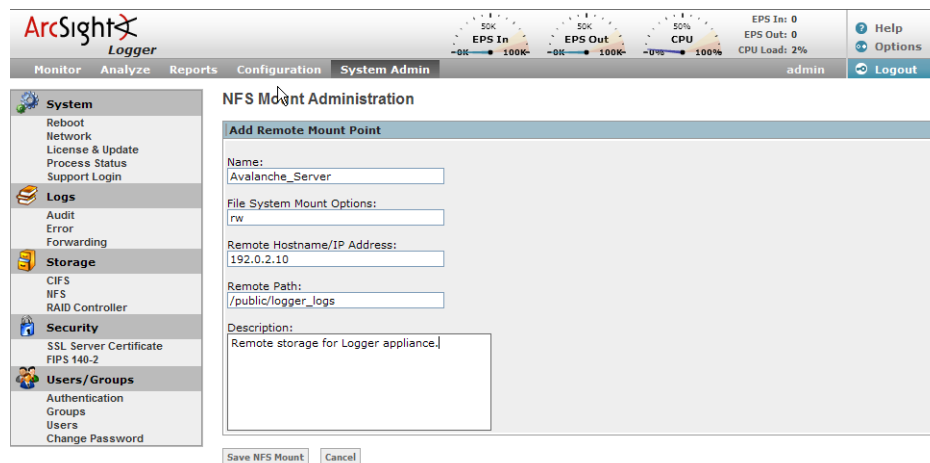 ArcSight
Logger
50K
EPS In
-0K 100K-
50K
EPS Out
-0K 100K-
50%
CPU
-0% 100%
EPS In: 0
EPS Out: 0
CPU Load: 2%
Help
Options
Monitor Analyze Reports Configuration System Admin
admin
Logout
System
Reboot
Network
License & Update
Process Status
Support Login
Logs
Audit
Error
Forwarding
Storage
CIFS
NFS
RAID Controller
Security
SSL Server Certificate
FIPS 140-2
Users/Groups
Authentication
Groups
Users
Change Password
NFS Mount Administration
Add Remote Mount Point
Name:
Avalanche_Server
File System Mount Options:
rw
Remote Hostname/IP Address:
192.0.2.10
Remote Path:
/public/logger_logs
Description:
Remote storage for Logger appliance.
Save NFS Mount Cancel